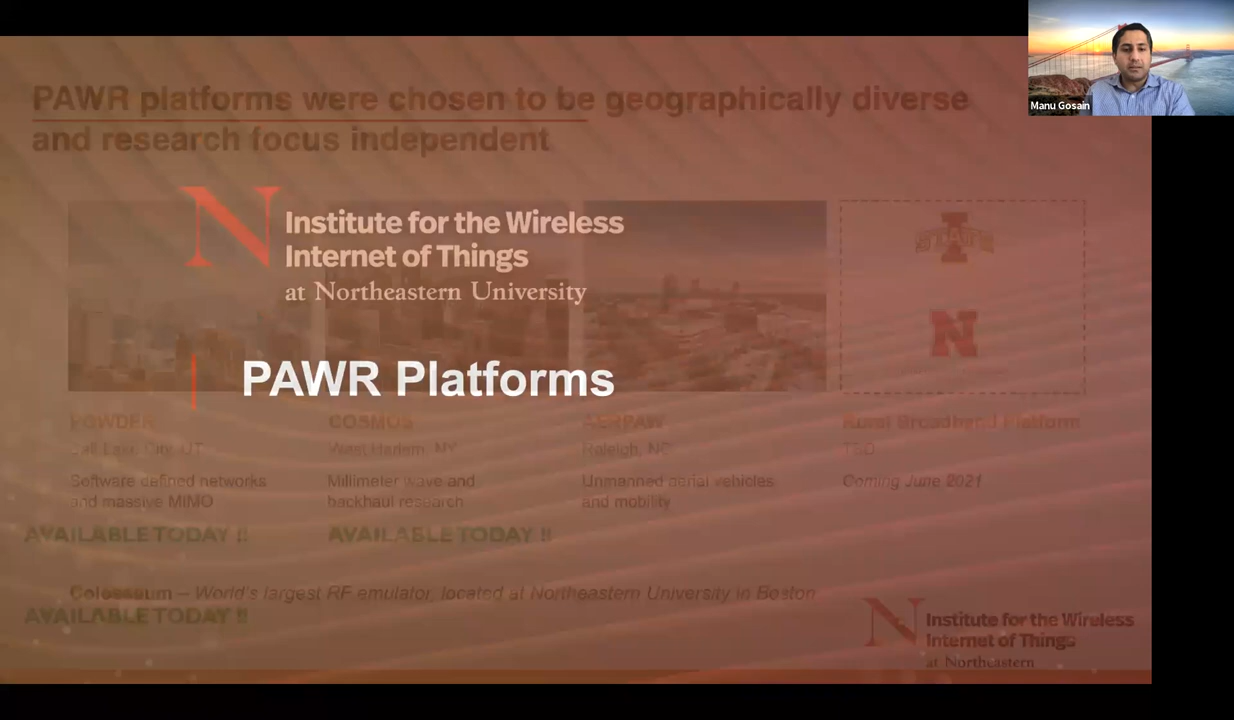 Manu Gosain
PAWR platforms were chosen to be geographically diverse
and research focus independent
Institute for the Wireless
Internet of Things
at Northeastern University
PAWR Platforms
STATE
POWDER
COSMOS
AERPAW
Rural Broadband Platform
Salt Lake City, UT
West Harlem, NY
Raleigh, NC
TBD
Software defined networks
and massive MIMO
Millimeter wave and
backhaul research
Unmanned aerial vehicles
and mobility
Coming June 2021
AVAILABLE TODAY !!
AVAILABLE TODAY !!
Colosseum – World's largest RF emulator, located at Northeastern University in Boston
AVAILABLE TODAY !!
Institute for the Wireless
Internet of Things
at Northeastern